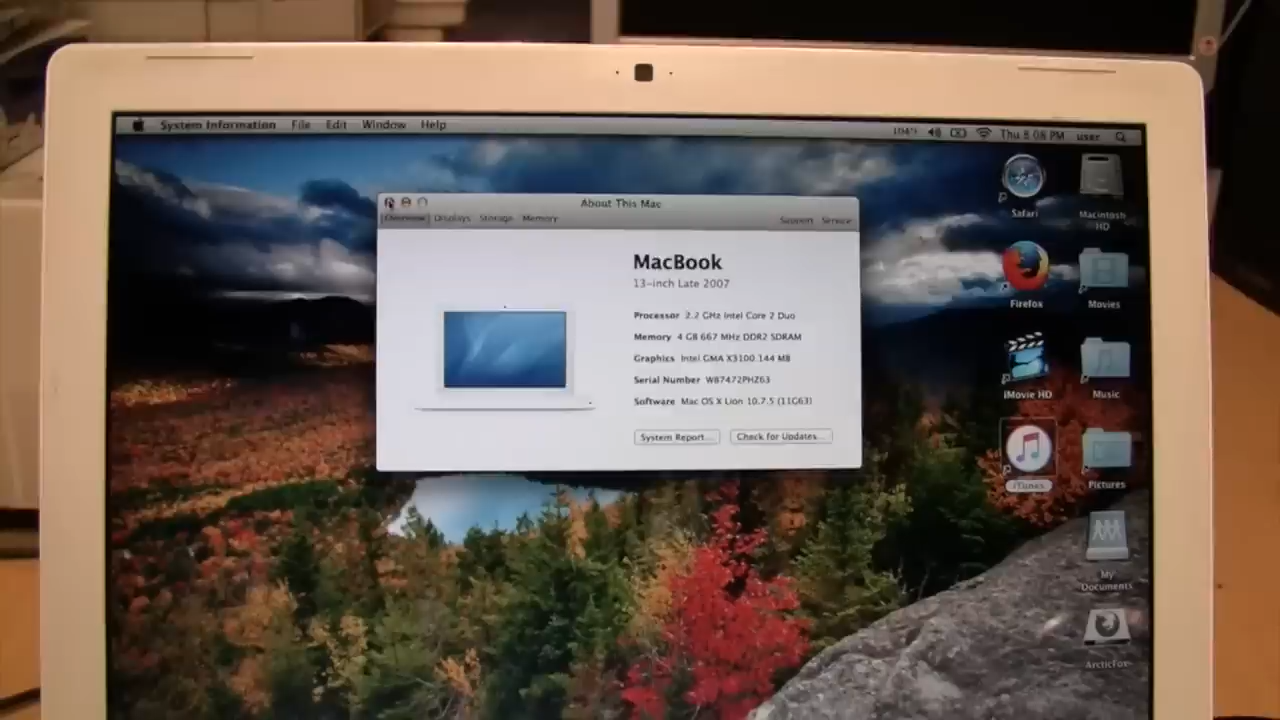 System Information File Edit Window Help
Thu 5:08 PM user
About This Mac
Overview Displays Storage Memory Support Service
MacBook
13-inch Late 2007
Processor 2.2 GHz Intel Core 2 Duo
Memory 4 GB 667 MHz DDR2 SDRAM
Graphics Intel GMA X3100 144 MB
Serial Number W87472PHZ63
Software Mac OS X Lion 10.7.5 (11G63)
System Report... Check for Updates...
Safari
Macintosh
HD
Firefox
Movies
iMovie HD
Music
iTunes
Pictures
My
Documents
ArcticFox